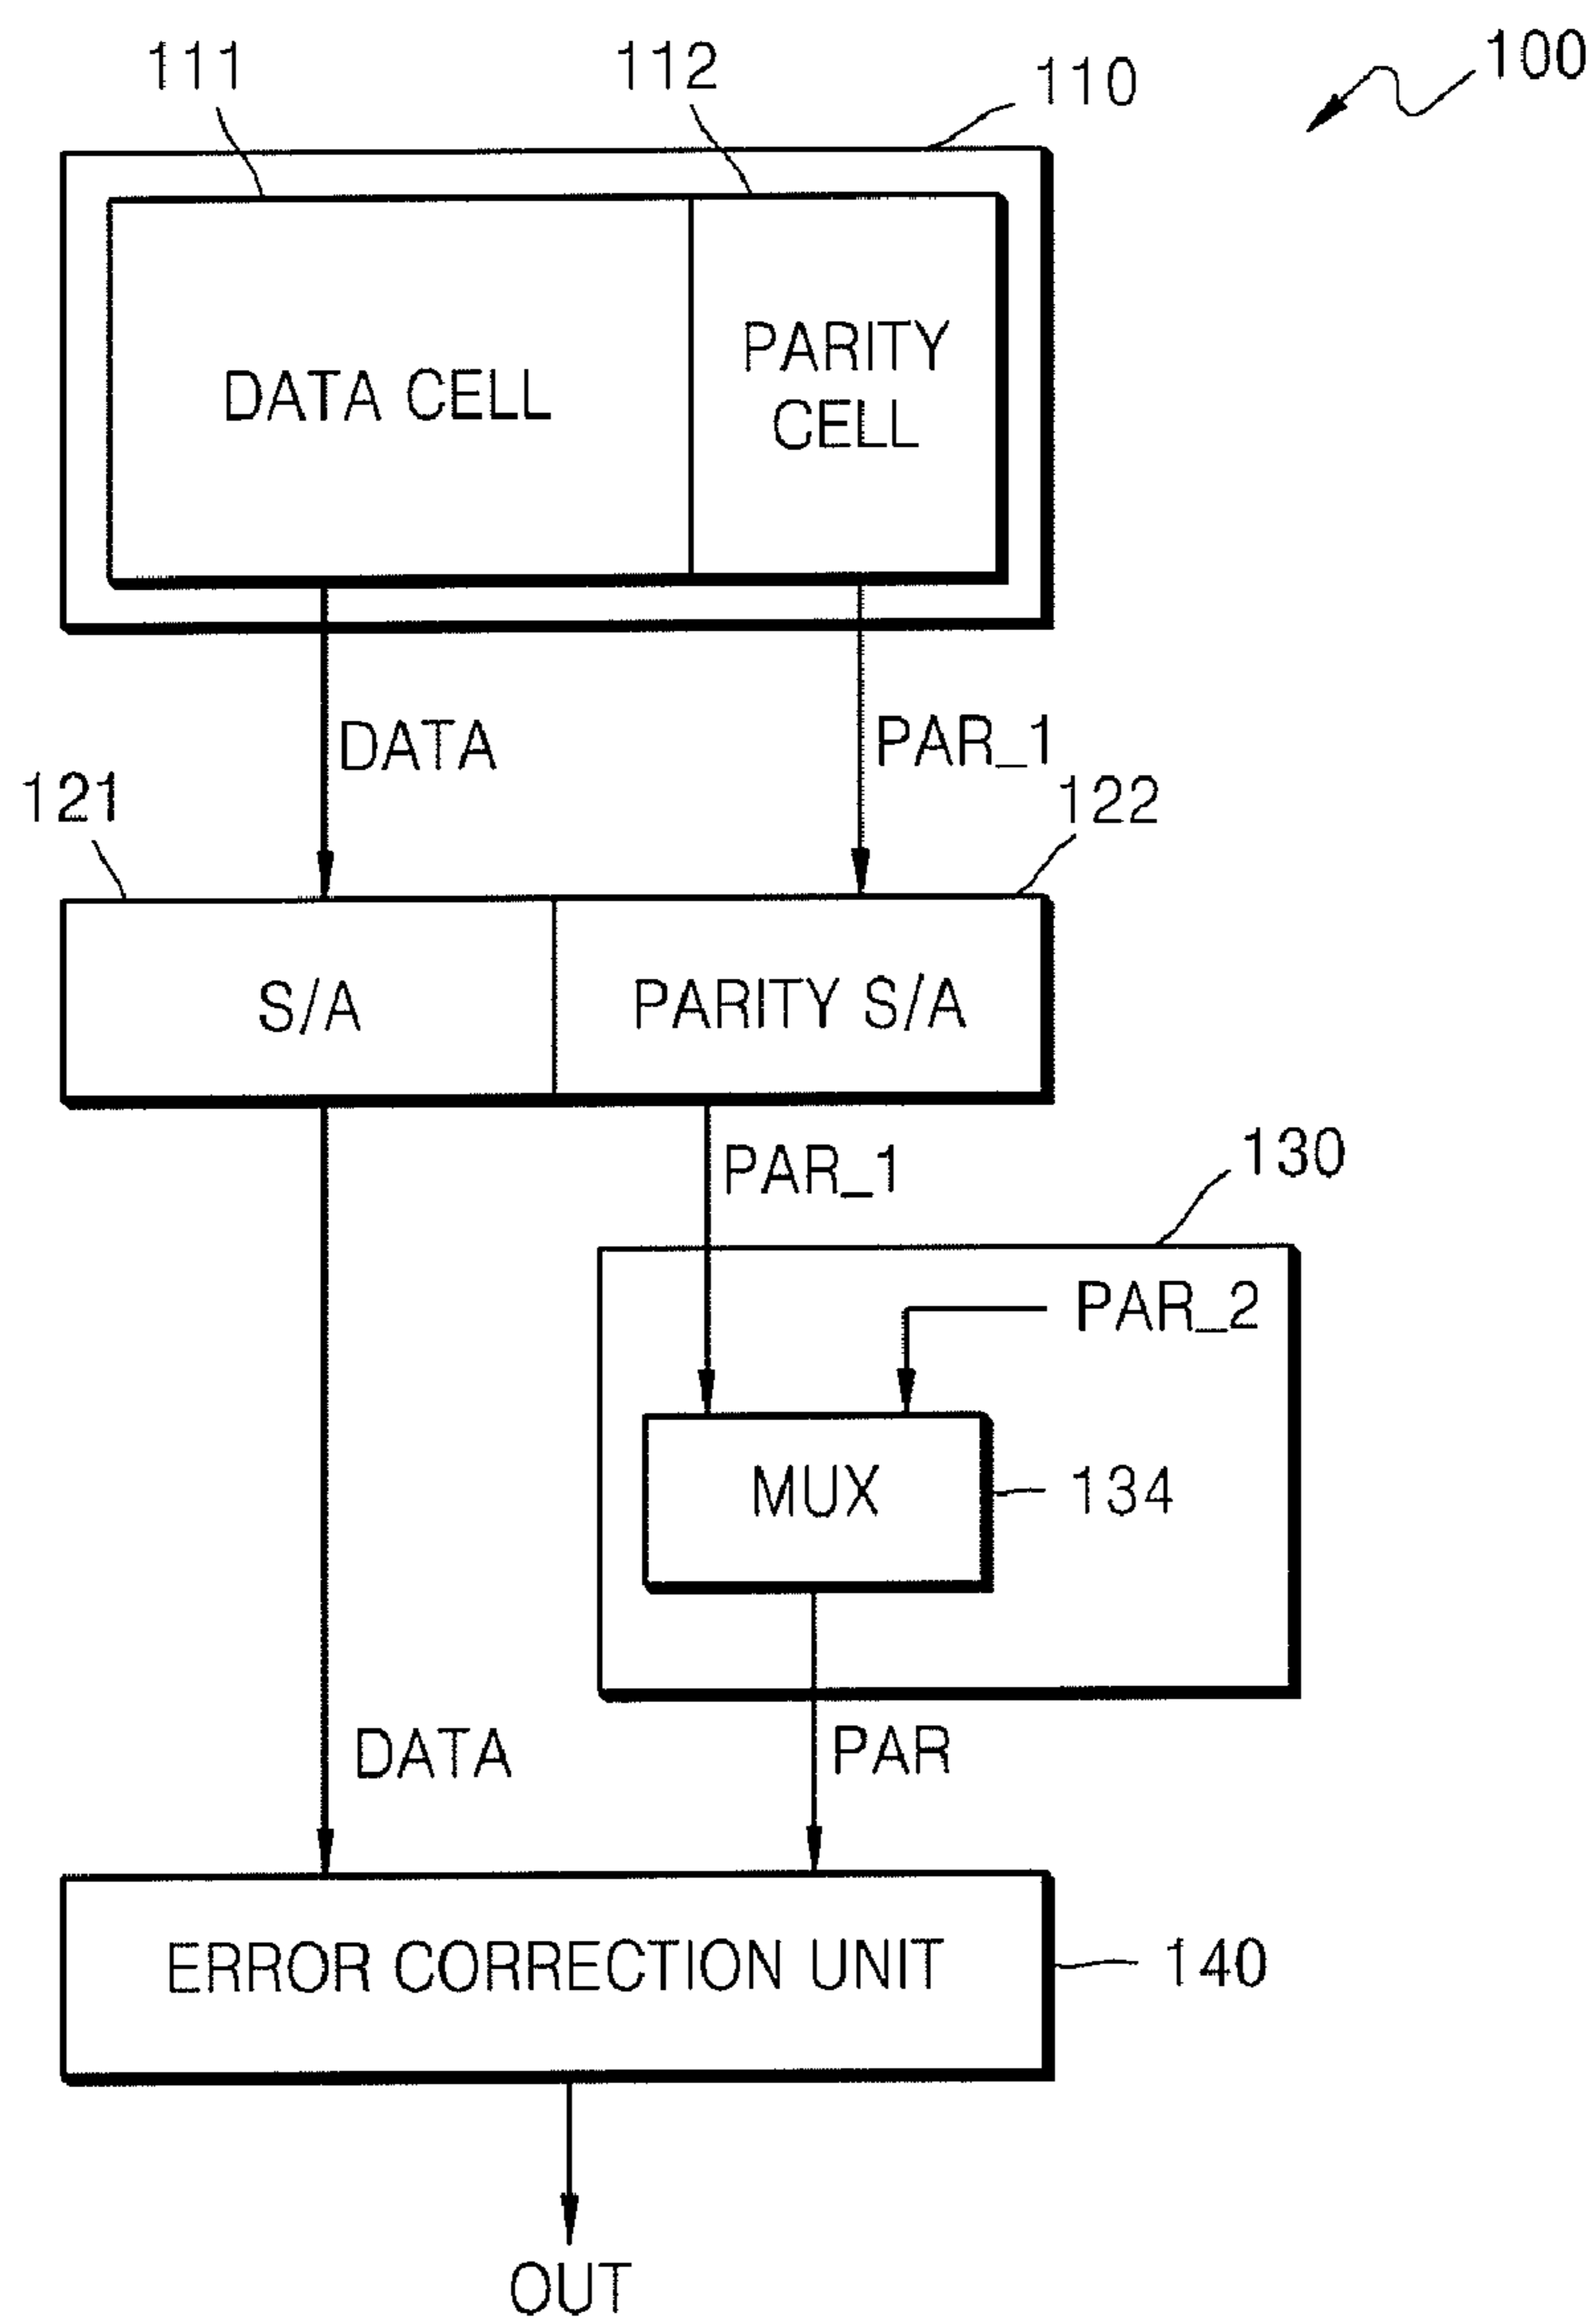 100
111
112
110
DATA CELL
PARITY
CELL
DATA
PAR_1
121
122
S/A
PARITY S/A
PAR_1
130
PAR_2
MUX
134
DATA
PAR
ERROR CORRECTION UNIT
140
OUT